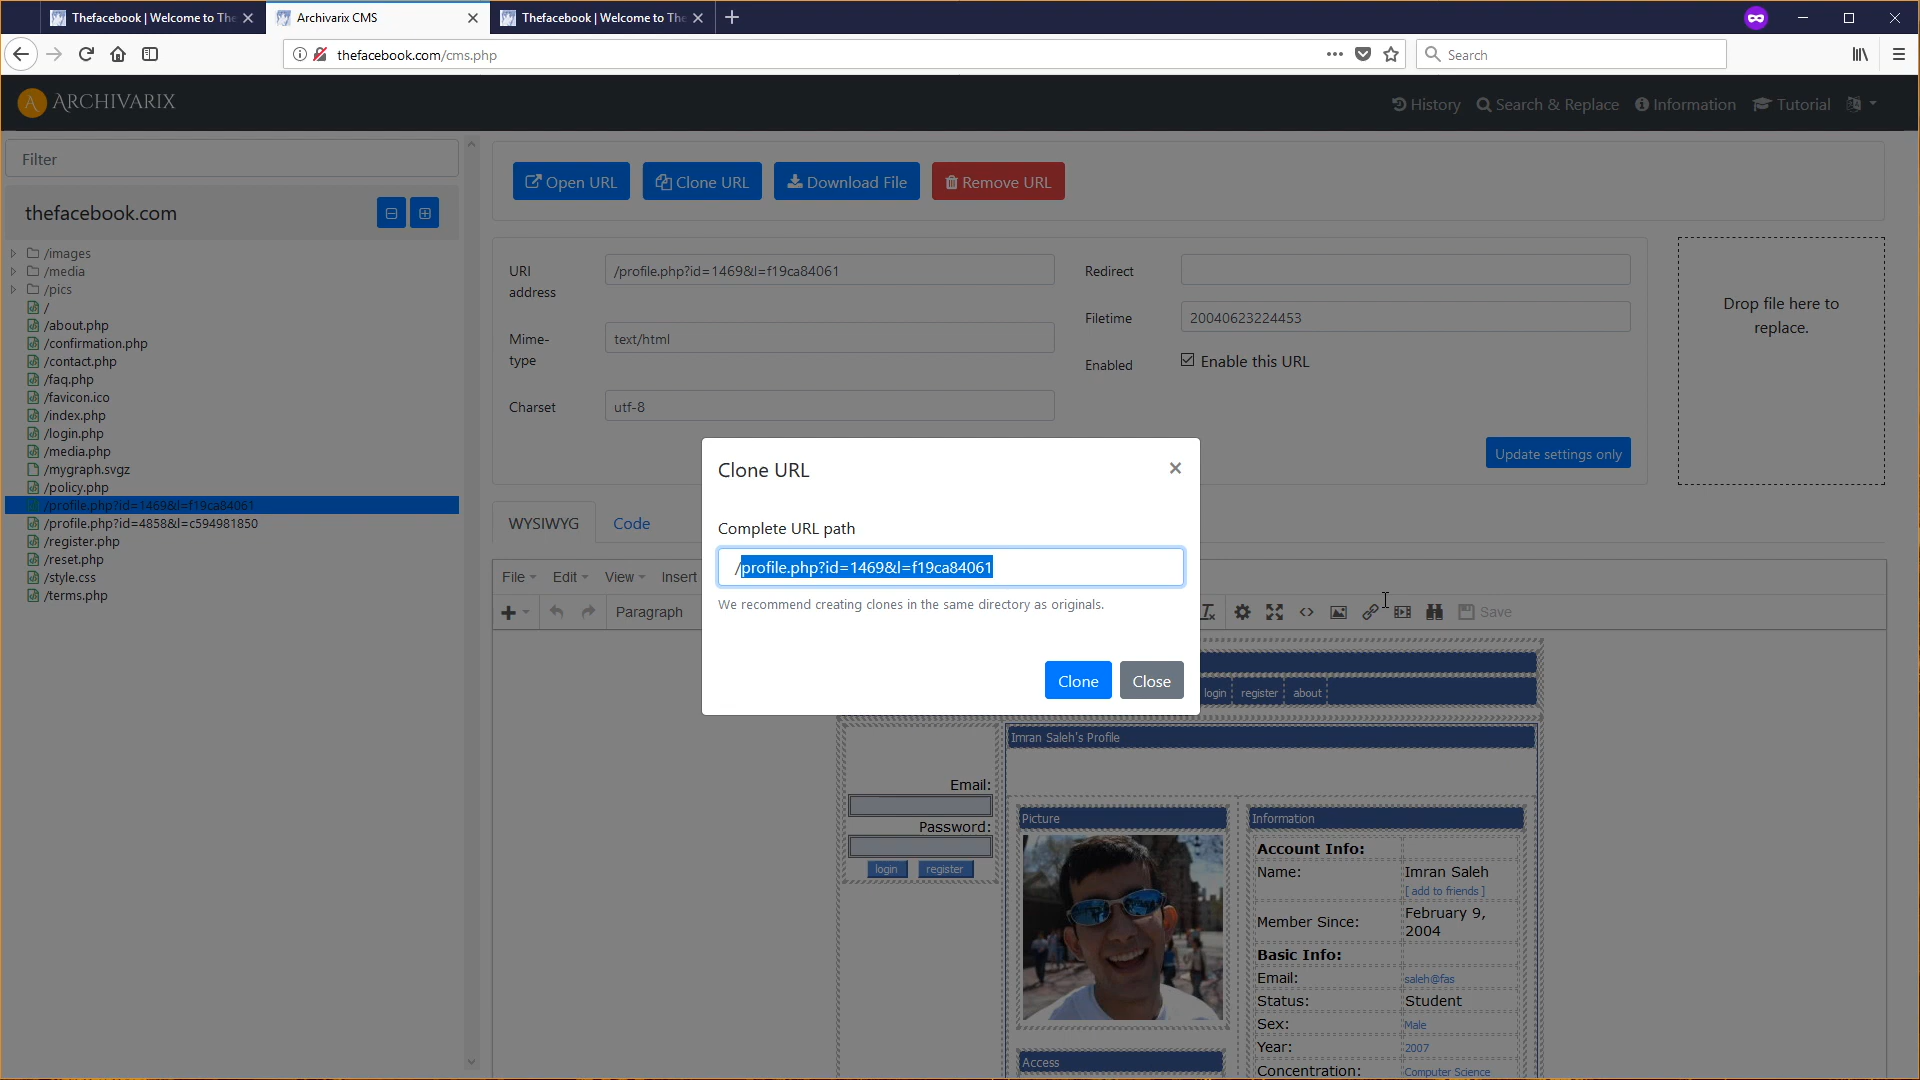 Thefacebook | Welcome to The
Archivarix CMS
Thefacebook | Welcome to The
thefacebook.com/cms.php
Search
ARCHIVARIX
History
Search & Replace
Information
Tutorial
Filter
thefacebook.com
/images
/media
/pics
/
/about.php
/confirmation.php
/contact.php
/faq.php
/favicon.ico
/index.php
/login.php
/media.php
/mygraph.svgz
/policy.php
/profile.php?id=1469&l=f19ca84061
/profile.php?id=4858&l=c594981850
/register.php
/reset.php
/style.css
/terms.php
Open URL
Clone URL
Download File
Remove URL
URI
address
/profile.php?id=1469&l=f19ca84061
Mime-
type
text/html
Charset
utf-8
Redirect
Filetime
20040623224453
Enabled
Enable this URL
Update settings only
Drop file here to
replace.
WYSIWYG
Code
File
Edit
View
Insert
Paragraph
Save
Clone URL
×
Complete URL path
/profile.php?id=1469&l=f19ca84061
We recommend creating clones in the same directory as originals.
Clone
Close
login
register
about
Imran Saleh's Profile
Email:
Password:
login
register
Picture
Access
Information
Account Info:
Name:
Imran Saleh
[ add to friends ]
Member Since:
February 9,
2004
Basic Info:
Email:
saleh@fas
Status:
Student
Sex:
Male
Year:
2007
Concentration:
Computer Science